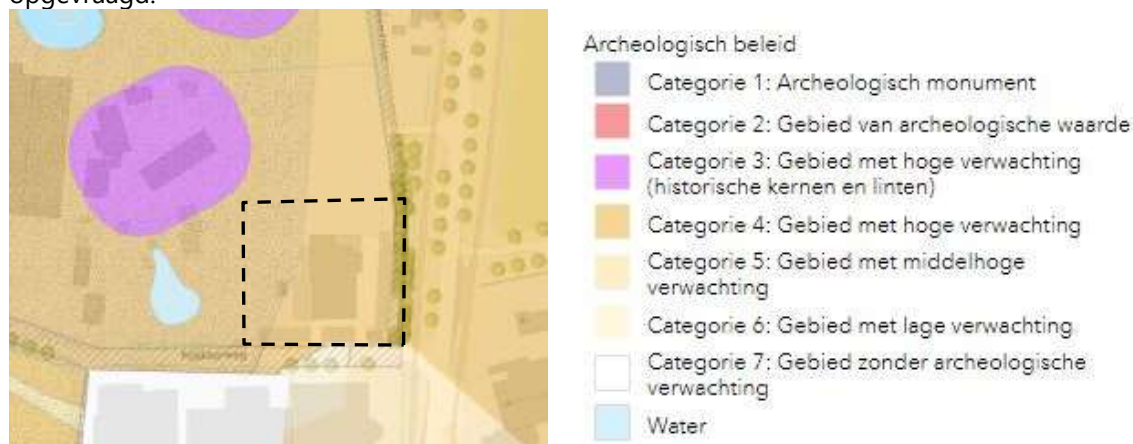 opgevraagd.
Archeologisch beleid
Categorie 1: Archeologisch monument
Categorie 2: Gebied van archeologische waarde
Categorie 3: Gebied met hoge verwachting
(historische kernen en linten)
Categorie 4: Gebied met hoge verwachting
Categorie 5: Gebied met middelhoge
verwachting
Categorie 6: Gebied met lage verwachting
Categorie 7: Gebied zonder archeologische
verwachting
Water